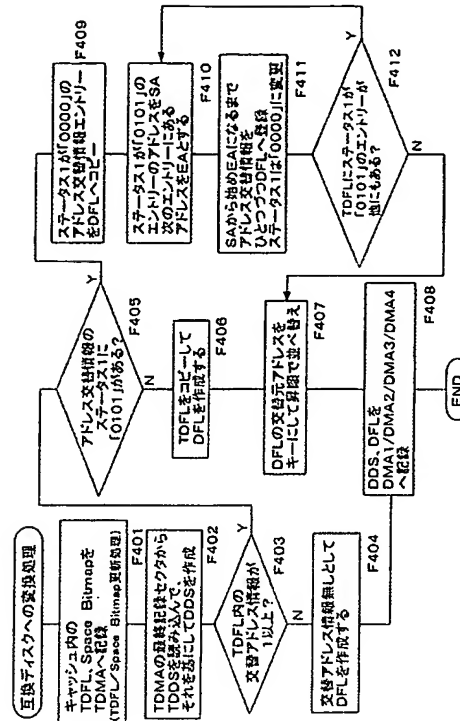 互換ディスクへの変換処理
キャッシュ内の
TDFL、Space Bitmapを
TDMAへ記録
(TDFL/Space Bitmap更新処理)
F401
TDMAの最終記録セクタから
TDDSを読み込んで、
それを基にしてDDSを作成
F402
TDFL内の
交替アドレス情報が
1以上?
F403
Y
N
交替アドレス情報無しとして
DFLを作成する
F404
アドレス交替情報の
ステータス1に
「0101」がある?
F405
Y
N
TDFLをコピーして
DFLを作成する
F406
DFLの交替元アドレスを
キーにして昇順で並べ替え
F407
DDS、DFLを
DMA1/DMA2/DMA3/DMA4
へ記録
F408
END
ステータス1が「0000」の
アドレス交替情報エントリー
をDFLへコピー
F409
ステータス1が「0101」の
エントリーのアドレスをSA
次のエントリーにある
アドレスをEAとする
F410
SAから始めEAになるまで
アドレス交替情報を
ひとつづつDFLへ登録
ステータス1は「0000」に変更
F411
TDFLにステータス1が
「0101」のエントリーが
他にもある?
F412
Y
N